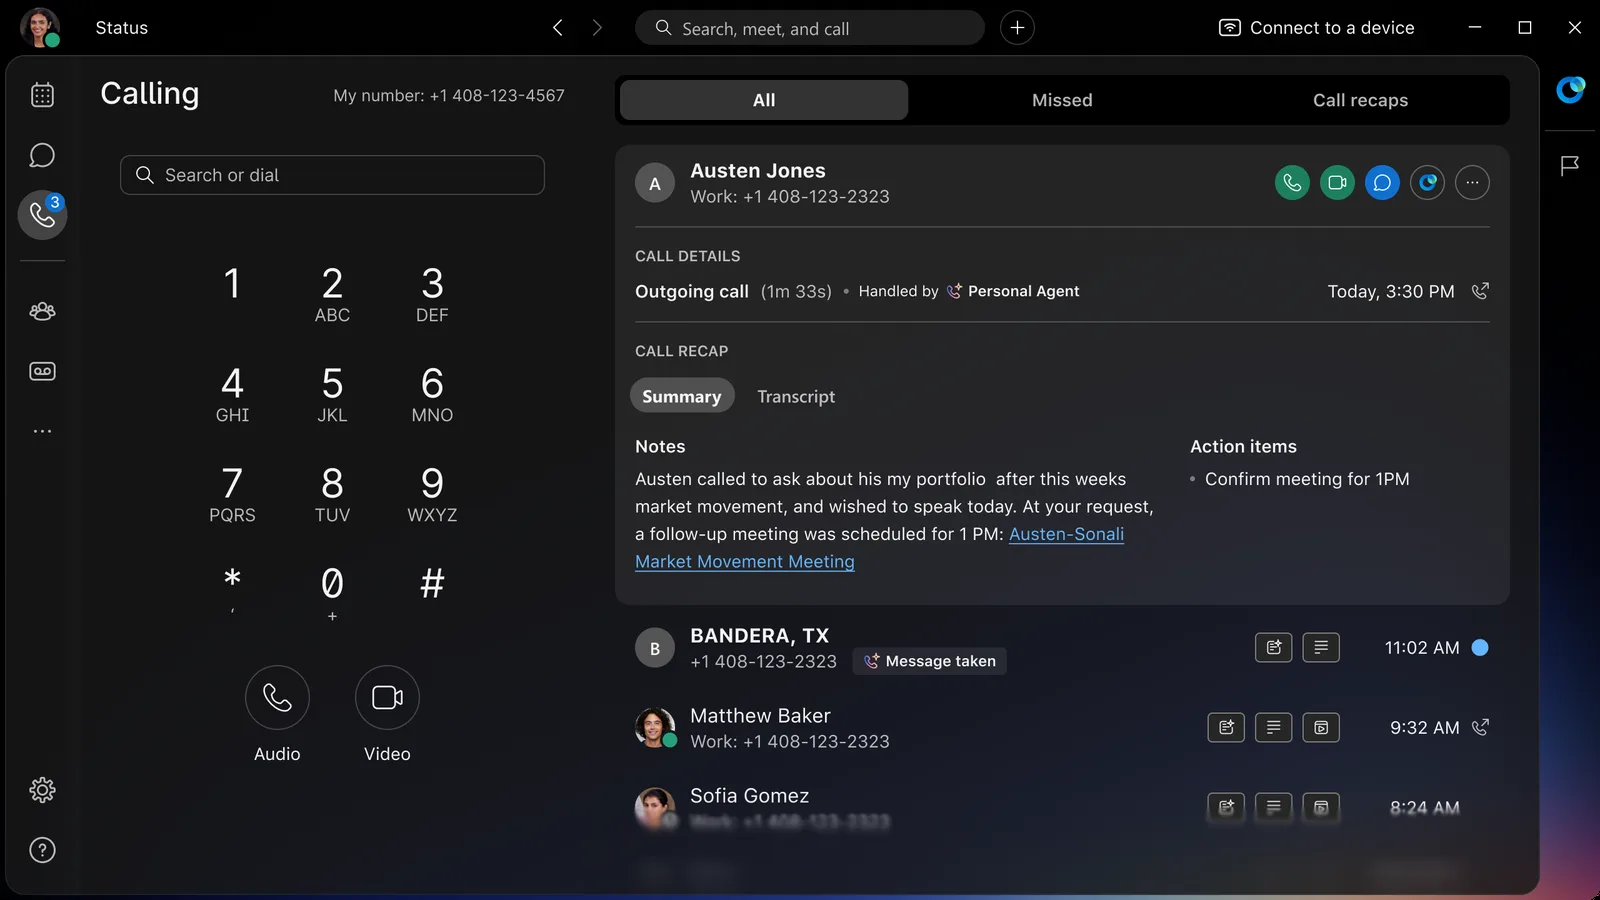 Status
Search, meet, and call
Connect to a device
3
Calling
My number: +1 408-123-4567
Search or dial
1
2
ABC
3
DEF
4
GHI
5
JKL
6
MNO
7
PQRS
8
TUV
9
WXYZ
*
,
0
+
#
Audio
Video
All
Missed
Call recaps
A
Austen Jones
Work: +1 408-123-2323
CALL DETAILS
Outgoing call (1m 33s) • Handled by Personal Agent
Today, 3:30 PM
CALL RECAP
Summary
Transcript
Notes
Austen called to ask about his my portfolio after this weeks
market movement, and wished to speak today. At your request,
a follow-up meeting was scheduled for 1 PM: Austen-Sonali
Market Movement Meeting
Action items
• Confirm meeting for 1PM
B
BANDERA, TX
+1 408-123-2323
Message taken
11:02 AM
Matthew Baker
Work: +1 408-123-2323
9:32 AM
Sofia Gomez
Work: +1 408-123-2323
8:24 AM